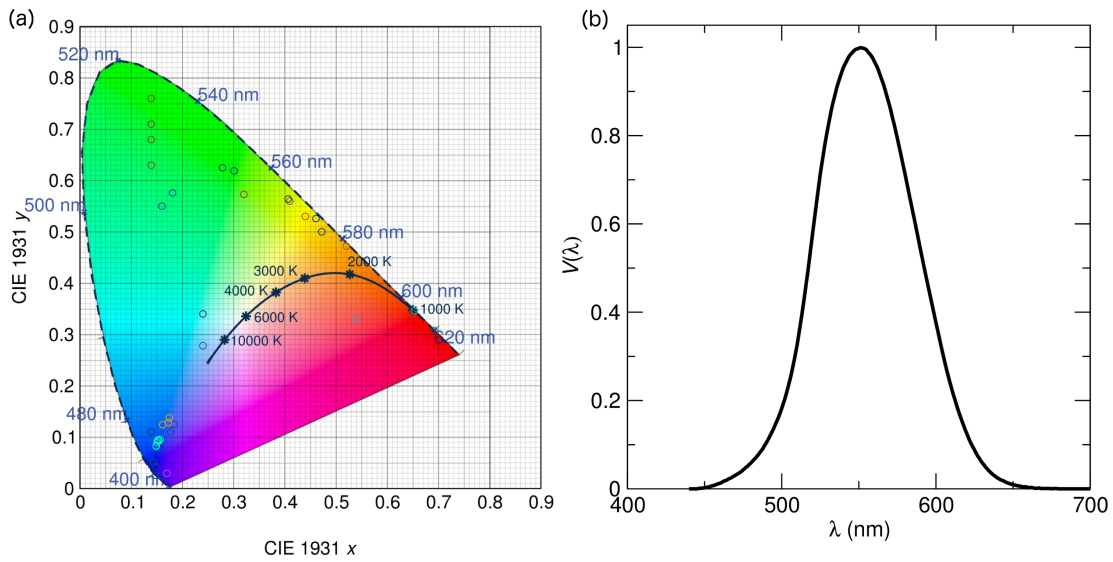 (a)
0.9
0.8
0.7
0.6
0.5
0.4
0.3
0.2
0.1
0
CIE 1931 y
520 nm
540 nm
560 nm
500 nm
580 nm
3000 K
2000 K
4000 K
600 nm
1000 K
6000 K
620 nm
10000 K
480 nm
400 nm
0 0.1 0.2 0.3 0.4 0.5 0.6 0.7 0.8 0.9
CIE 1931 x
(b)
1
0.8
0.6
0.4
0.2
0
V(λ)
400 500 600 700
λ (nm)